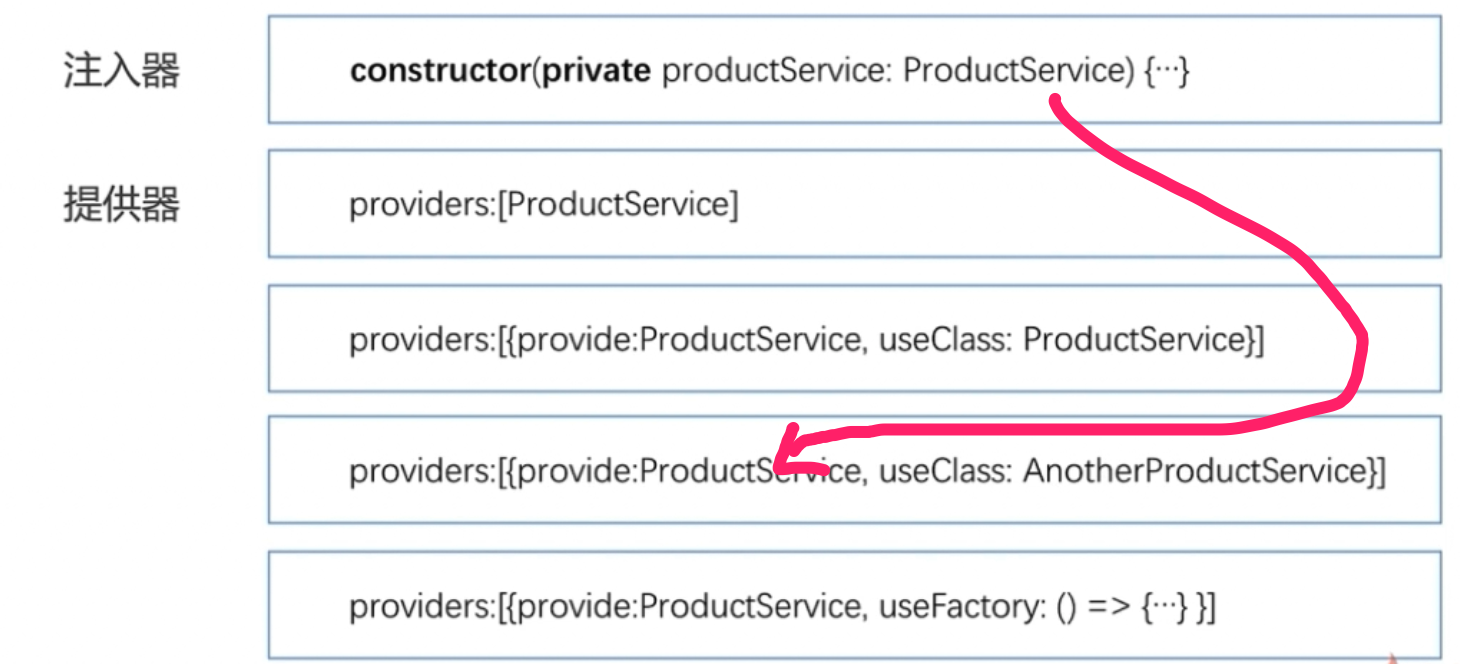 注入器
constructor(private productService: ProductService) {···}
提供器
providers:[ProductService]
providers:[{provide:ProductService, useClass: ProductService}]
providers:[{provide:ProductService, useClass: AnotherProductService}]
providers:[{provide:ProductService, useFactory: () => {···} }]